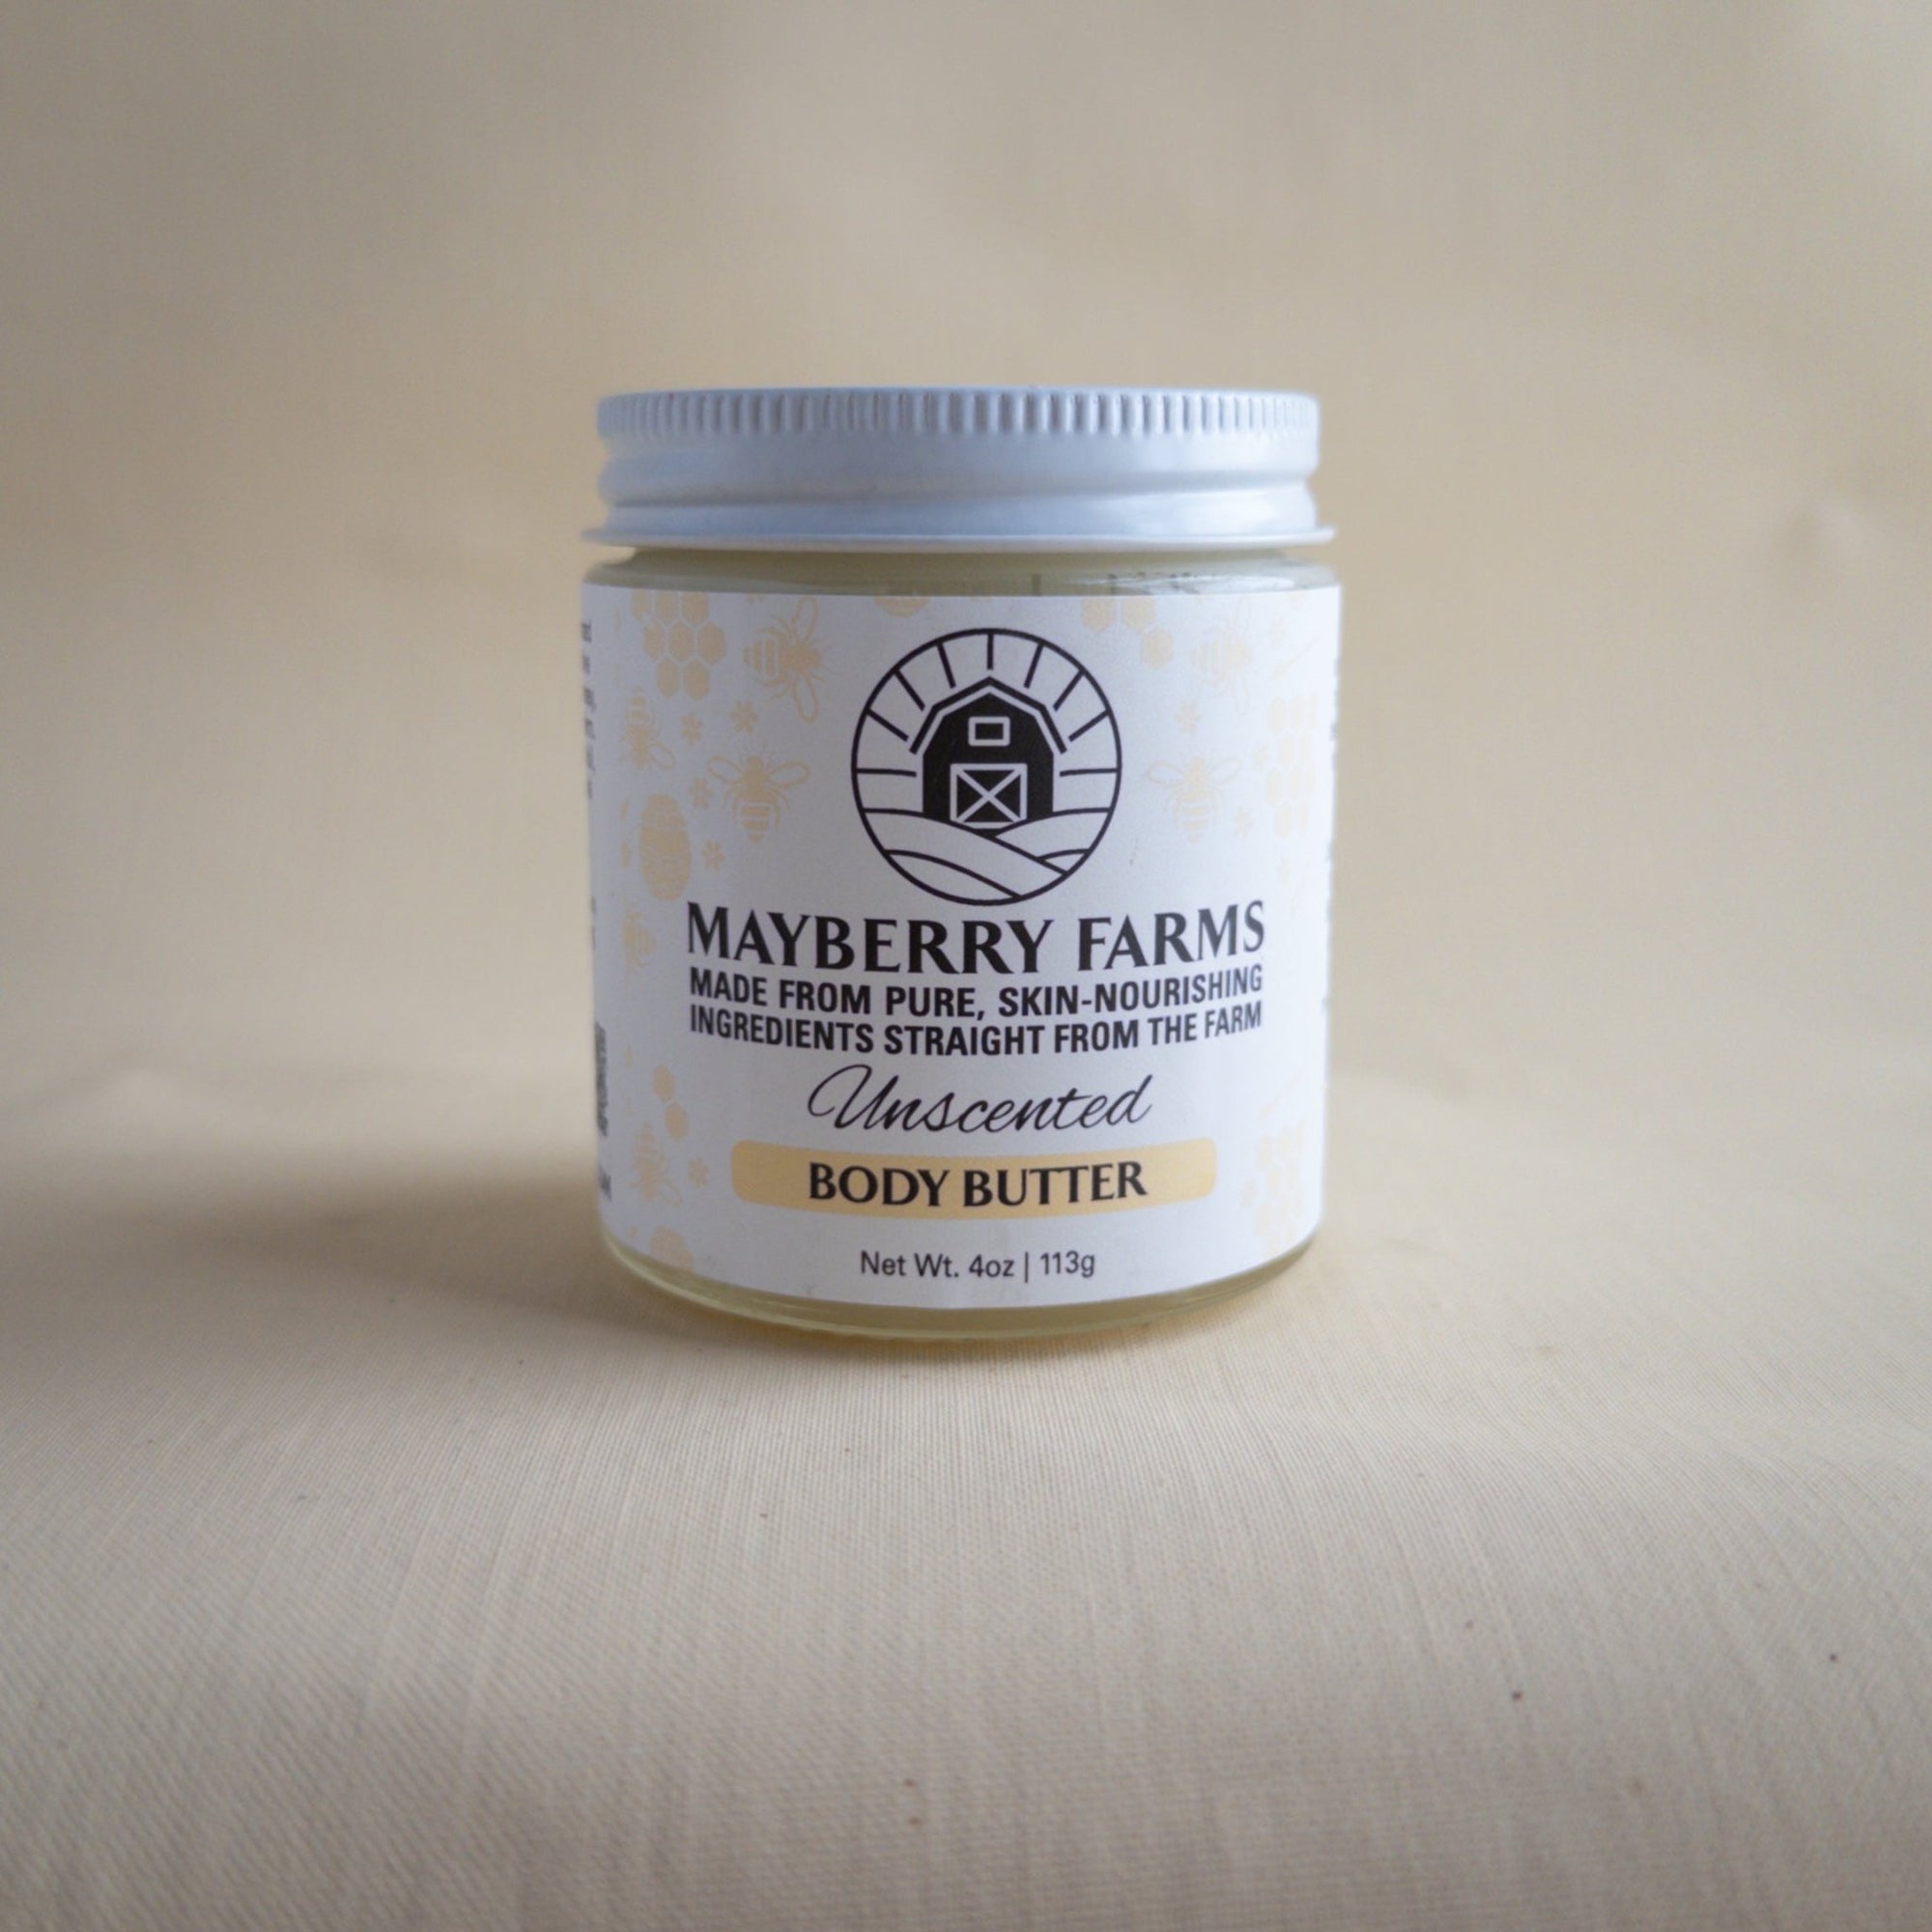 MAYBERRY FARMS
MADE FROM PURE, SKIN-NOURISHING
INGREDIENTS STRAIGHT FROM THE FARM
Unscented
BODY BUTTER
Net Wt. 4oz | 113g